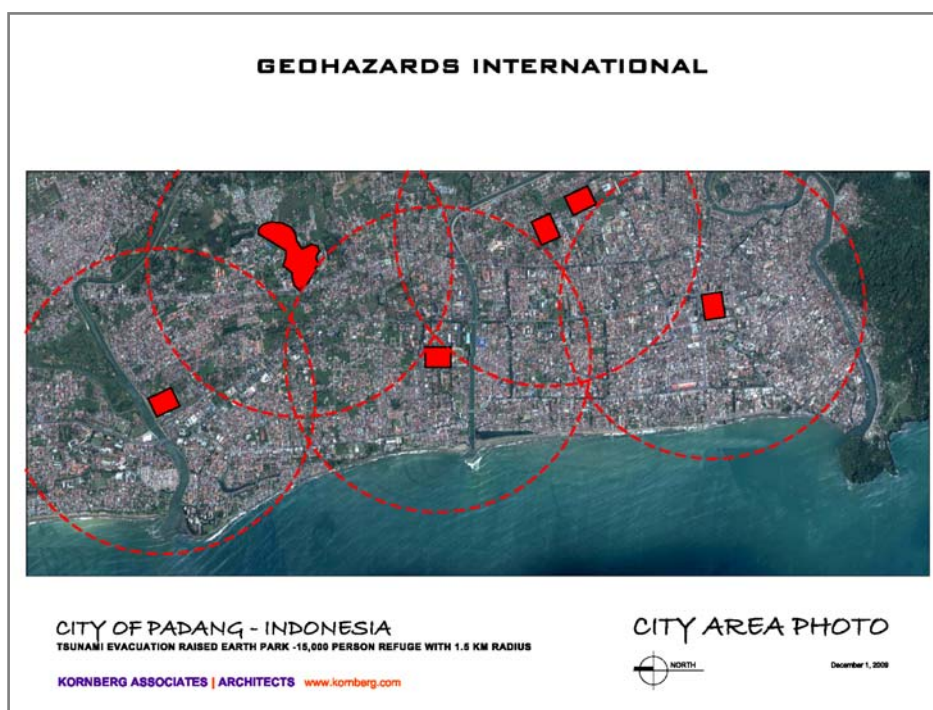 GEOHAZARDS INTERNATIONAL
CITY OF PADANG - INDONESIA
TSUNAMI EVACUATION RAISED EARTH PARK -15,000 PERSON REFUGE WITH 1.5 KM RADIUS
KORNBERG ASSOCIATES | ARCHITECTS www.kornberg.com
CITY AREA PHOTO
NORTH
December 1, 2009